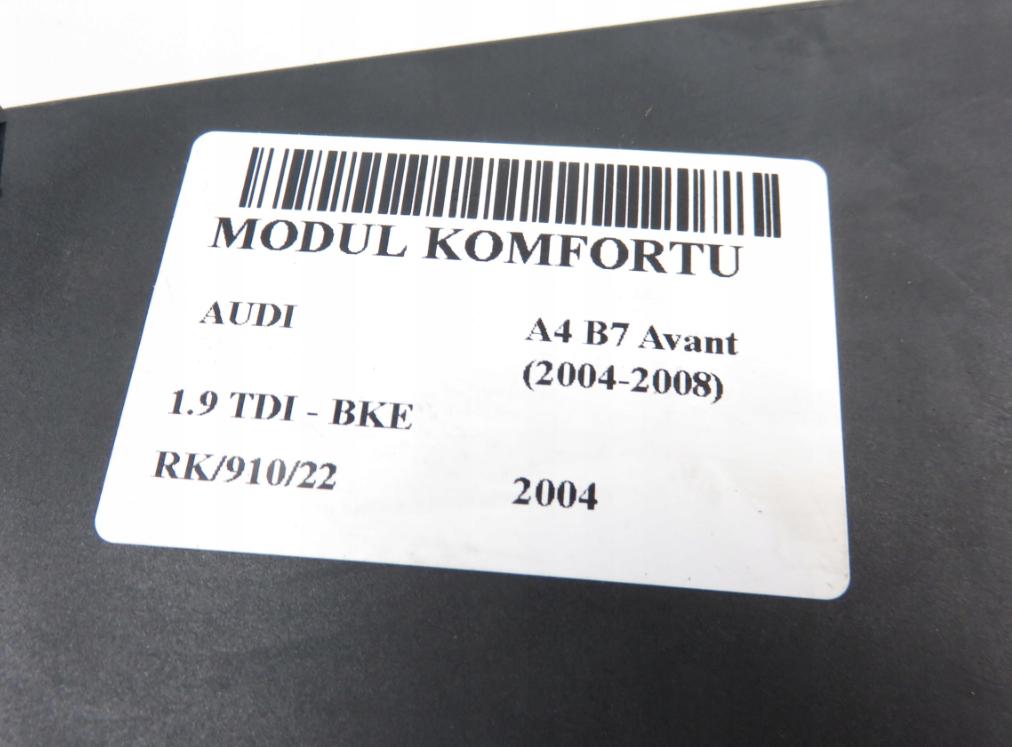 MODUL KOMFORTU
AUDI
A4 B7 Avant
(2004-2008)
1.9 TDI - BKE
RK/910/22
2004